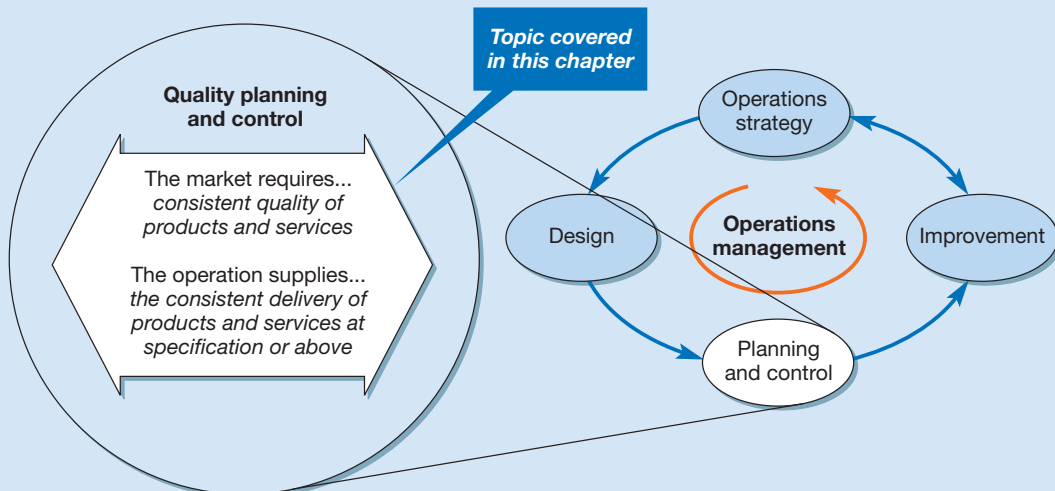 Topic covered
in this chapter
Quality planning
and control
The market requires...
consistent quality of
products and services
The operation supplies...
the consistent delivery of
products and services at
specification or above
Operations
strategy
Design
Operations
management
Improvement
Planning
and control